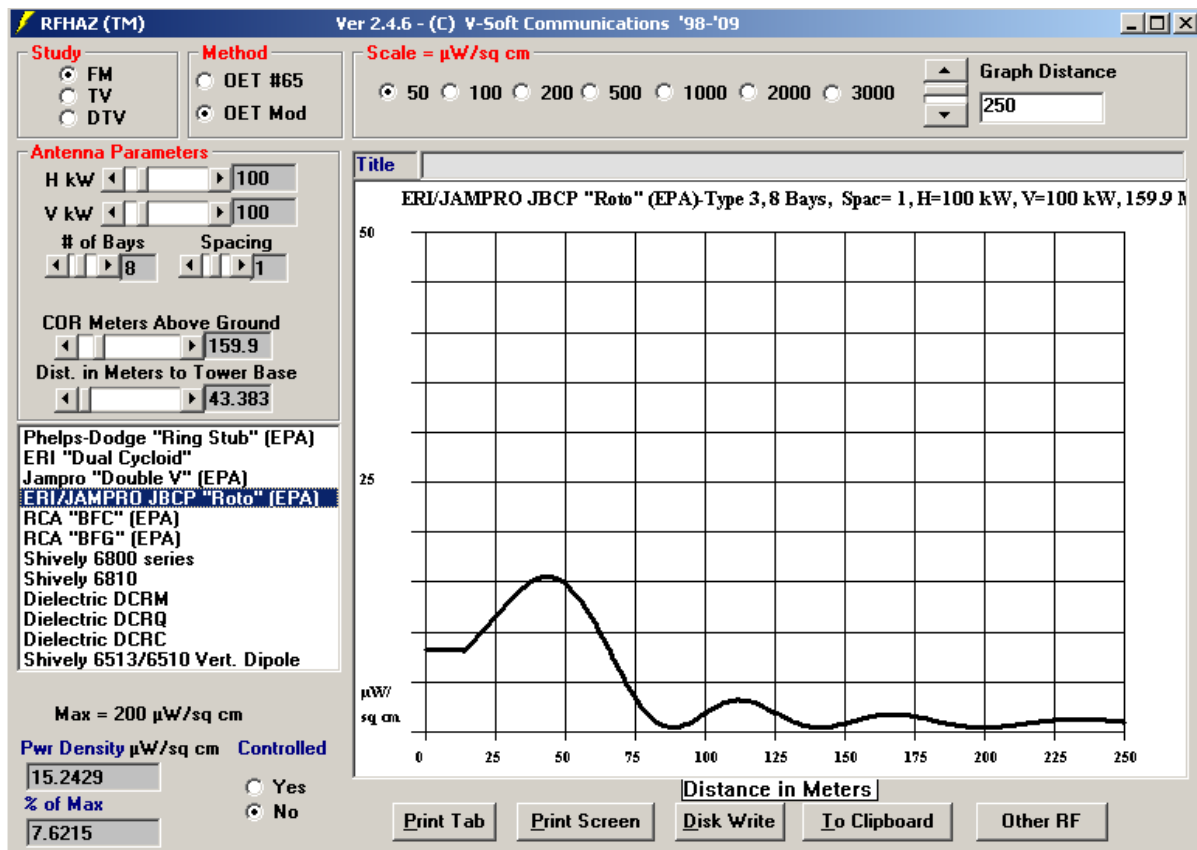 RFHAZ (TM) Ver 2.4.6 - (C) V-Soft Communications '98-'09
Study
FM
TV
DTV
Method
OET #65
OET Mod
Scale = µW/sq cm
50 100 200 500 1000 2000 3000
Graph Distance
250
Antenna Parameters
H kW 100
V kW 100
# of Bays Spacing
8 1
COR Meters Above Ground
159.9
Dist. in Meters to Tower Base
43.383
Phelps-Dodge "Ring Stub" (EPA)
ERI "Dual Cycloid"
Jampro "Double V" (EPA)
ERI/JAMPRO JBCP "Roto" (EPA)
RCA "BFC" (EPA)
RCA "BFG" (EPA)
Shively 6800 series
Shively 6810
Dielectric DCRM
Dielectric DCRQ
Dielectric DCRC
Shively 6513/6510 Vert. Dipole
Max = 200 µW/sq cm
Pwr Density µW/sq cm
15.2429
% of Max
7.6215
Controlled
Yes
No
Title
ERI/JAMPRO JBCP "Roto" (EPA)-Type 3, 8 Bays, Spac= 1, H=100 kW, V=100 kW, 159.9 M
50
25
µW/
sq cm
0 25 50 75 100 125 150 175 200 225 250
Distance in Meters
Print Tab Print Screen Disk Write To Clipboard Other RF